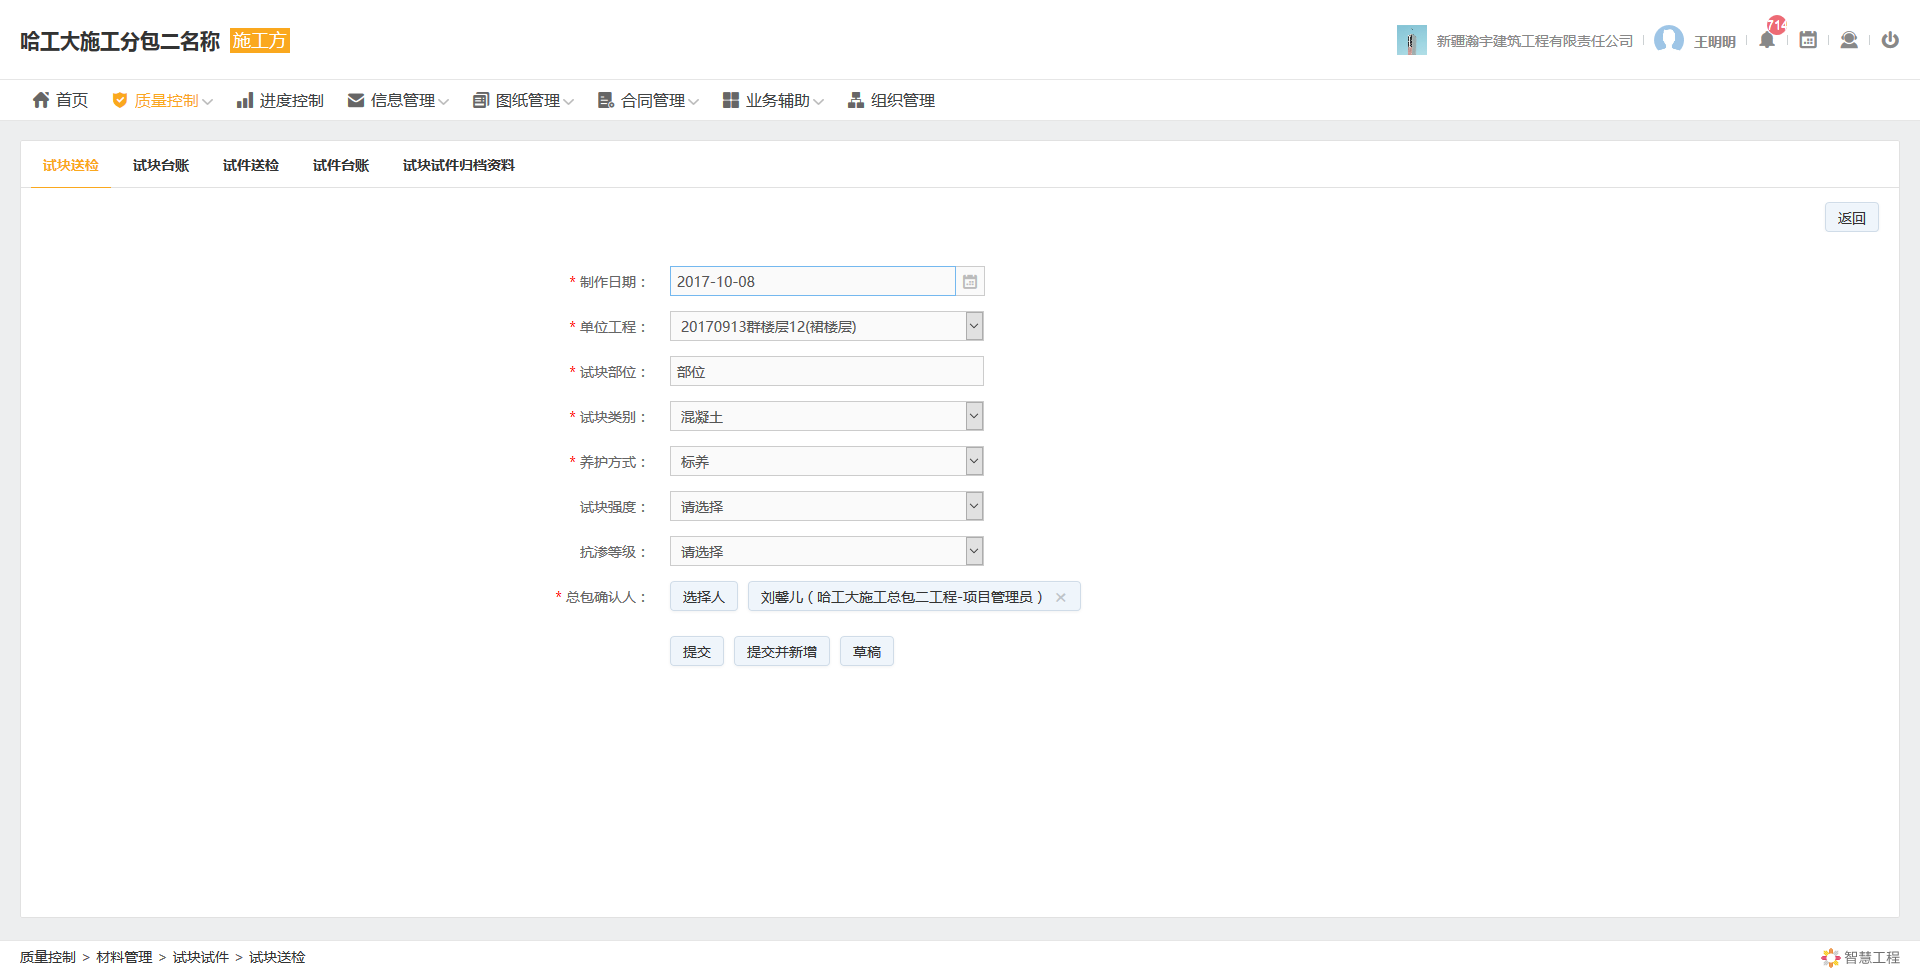 哈工大施工分包二名称 施工方
新疆瀚宇建筑工程有限责任公司 王明明 714
首页 质量控制 进度控制 信息管理 图纸管理 合同管理 业务辅助 组织管理
试块送检 试块台账 试件送检 试件台账 试块试件归档资料
返回
* 制作日期： 2017-10-08
* 单位工程： 20170913群楼层12(裙楼层)
* 试块部位： 部位
* 试块类别： 混凝土
* 养护方式： 标养
试块强度： 请选择
抗渗等级： 请选择
* 总包确认人： 选择人 刘馨儿（哈工大施工总包二工程-项目管理员）
提交 提交并新增 草稿
质量控制 > 材料管理 > 试块试件 > 试块送检
智慧工程